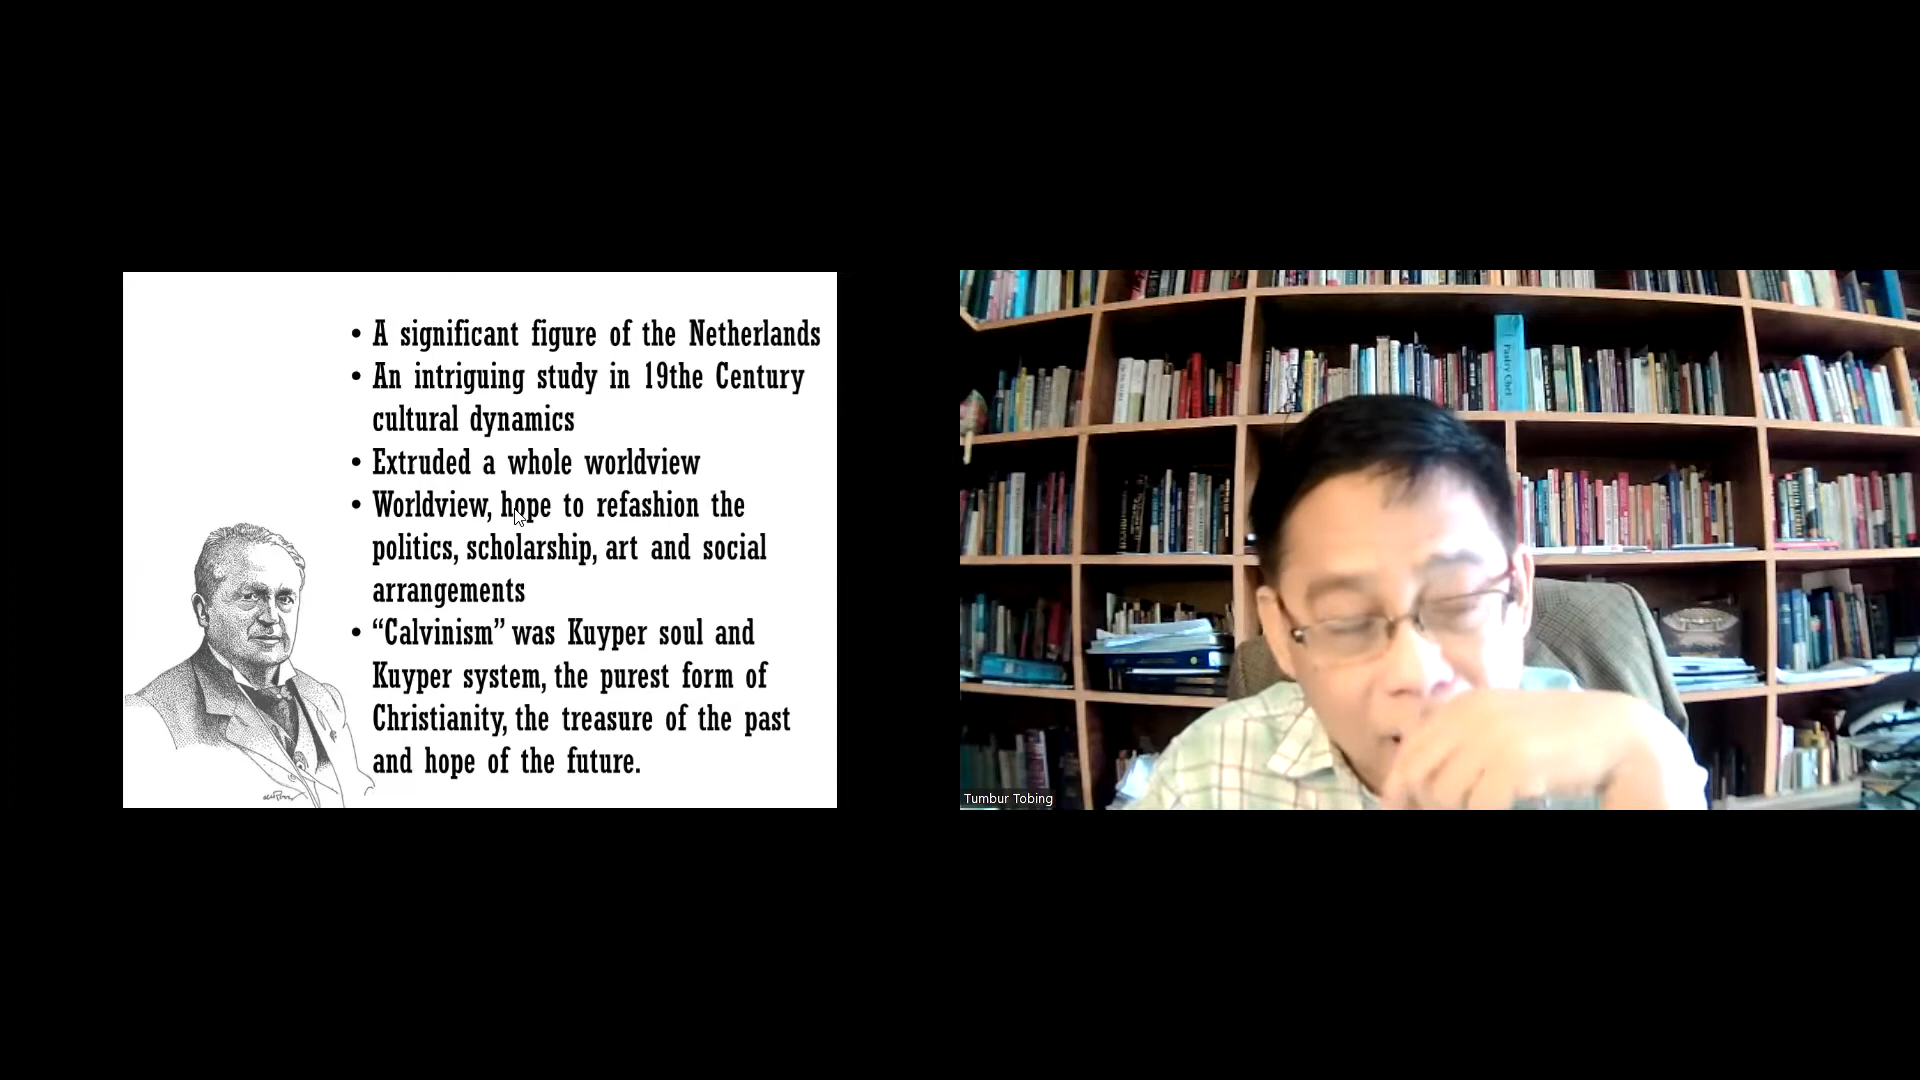 • A significant figure of the Netherlands
• An intriguing study in 19the Century
cultural dynamics
• Extruded a whole worldview
• Worldview, hope to refashion the
politics, scholarship, art and social
arrangements
• “Calvinism” was Kuyper soul and
Kuyper system, the purest form of
Christianity, the treasure of the past
and hope of the future.
Pastry Chef
Tumbur Tobing